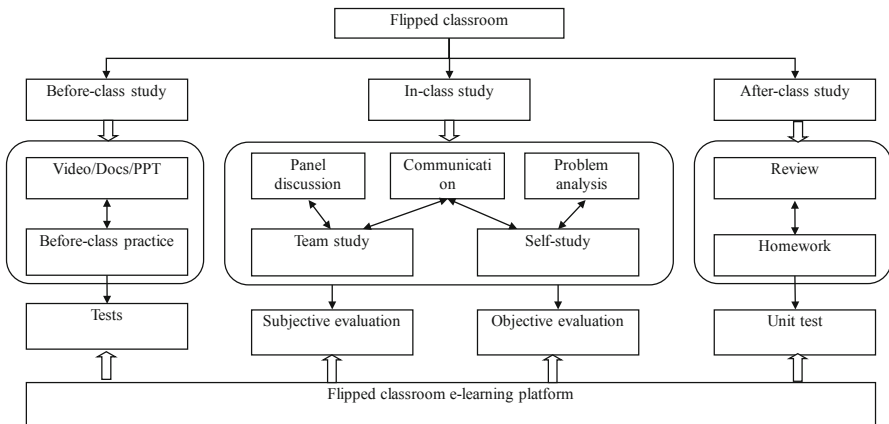 Flipped classroom
Before-class study
In-class study
After-class study
Video/Docs/PPT
Panel
discussion
Communicati
on
Problem
analysis
Review
Before-class practice
Team study
Self-study
Homework
Tests
Subjective evaluation
Objective evaluation
Unit test
Flipped classroom e-learning platform